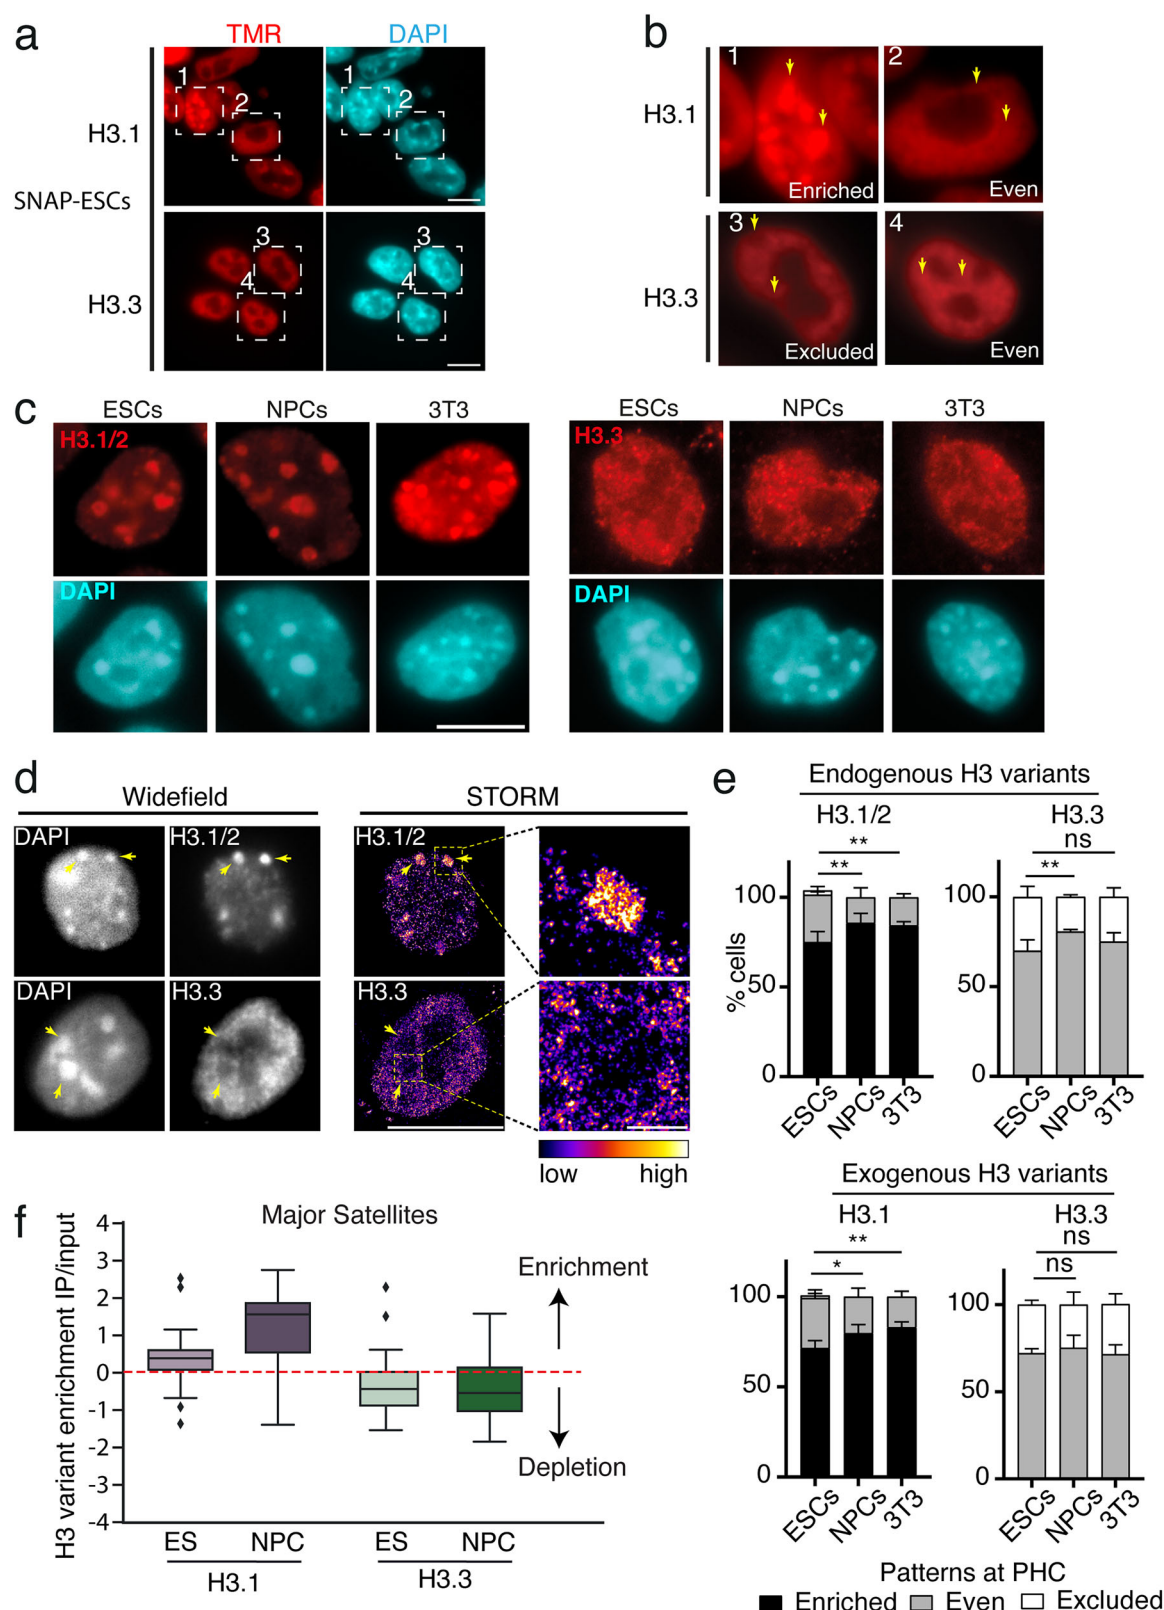 a
TMR
DAPI
SNAP-ESCs
H3.1
1
2
1
2
H3.3
3
4
3
4
b
H3.1
1
Enriched
2
Even
H3.3
3
Excluded
4
Even
c
ESCs
NPCs
3T3
ESCs
NPCs
3T3
H3.1/2
H3.3
DAPI
DAPI
d
Widefield
STORM
DAPI
H3.1/2
H3.1/2
DAPI
H3.3
H3.3
low
high
e
Endogenous H3 variants
H3.1/2
H3.3
**
**
ns
**
% cells
100
50
0
100
50
0
ESCs
NPCs
3T3
ESCs
NPCs
3T3
Exogenous H3 variants
H3.1
H3.3
**
*
ns
ns
100
50
0
100
50
0
ESCs
NPCs
3T3
ESCs
NPCs
3T3
Patterns at PHC
Enriched
Even
Excluded
f
Major Satellites
H3 variant enrichment IP/input
4
3
2
1
0
-1
-2
-3
-4
Enrichment
Depletion
ES
NPC
ES
NPC
H3.1
H3.3